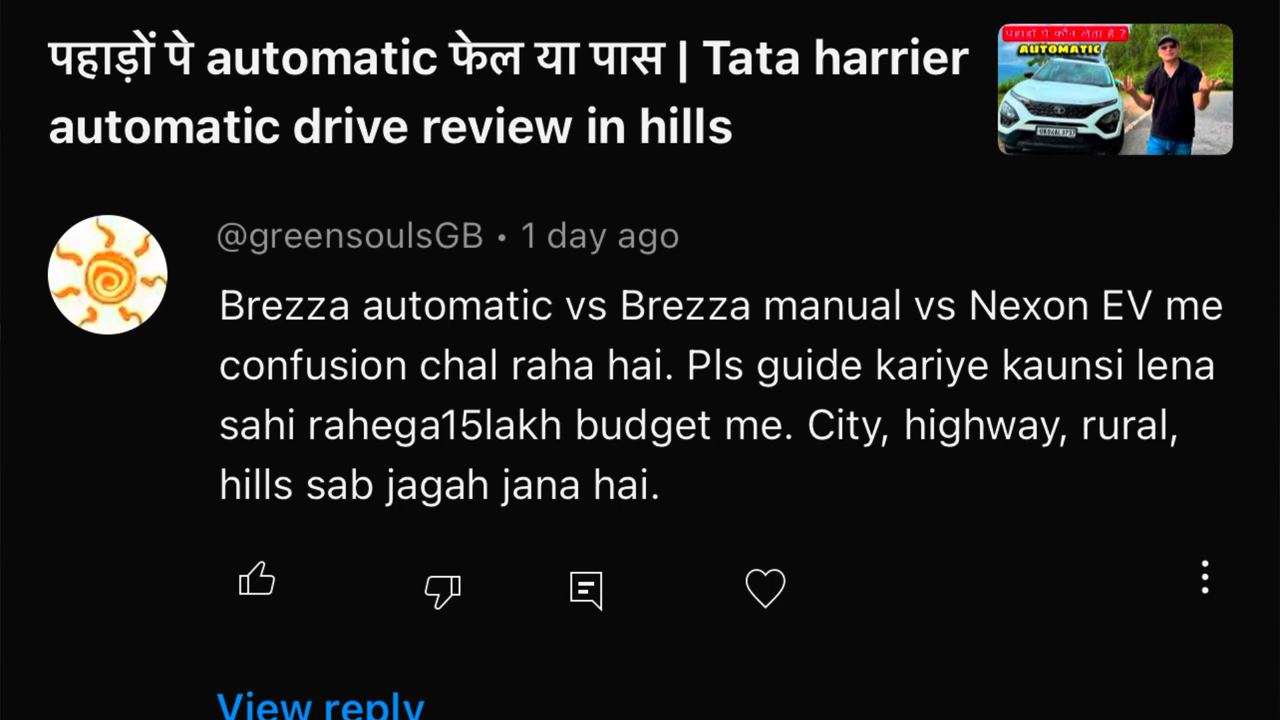 पहाड़ों पे automatic फेल या पास | Tata harrier
automatic drive review in hills
पहाड़ों पे कौन लेता है ?
AUTOMATIC
@greensoulsGB • 1 day ago
Brezza automatic vs Brezza manual vs Nexon EV me
confusion chal raha hai. Pls guide kariye kaunsi lena
sahi rahega15lakh budget me. City, highway, rural,
hills sab jagah jana hai.
View reply